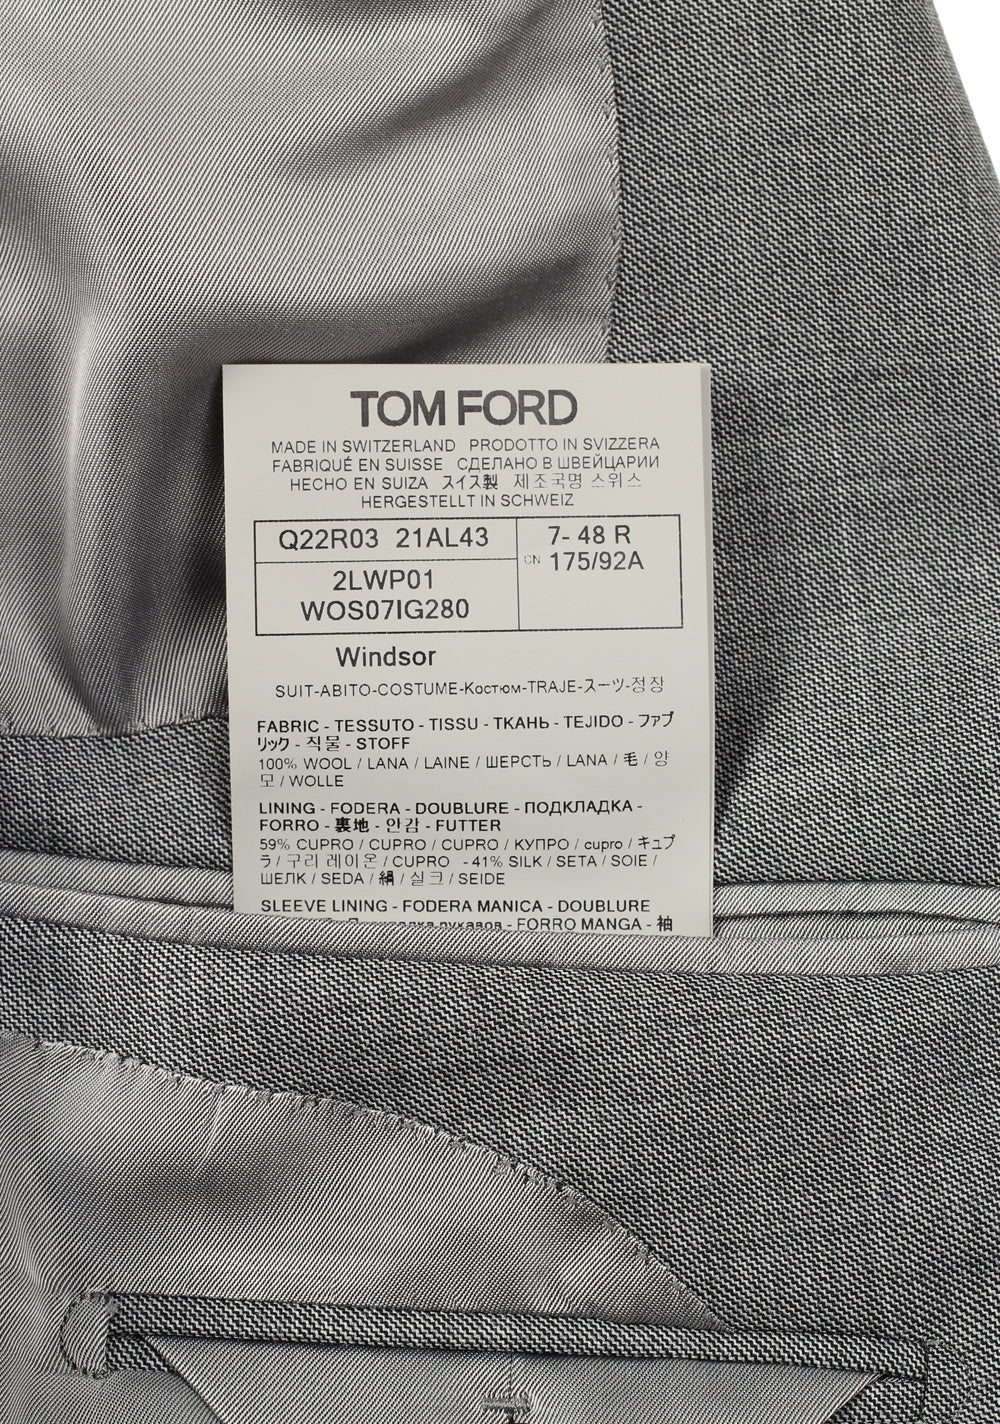 TOM FORD
MADE IN SWITZERLAND PRODOTTO IN SVIZZERA
FABRIQUÉ EN SUISSE СДЕЛАНО В ШВЕЙЦАРИИ
HECHO EN SUIZA スイス製 제조국명 스위스
HERGESTELLT IN SCHWEIZ
Q22R03 21AL43
7- 48 R
CN 175/92A
2LWP01
WOS07IG280
Windsor
SUIT-ABITO-COSTUME-Костюм-TRAJE-スーツ-정장
FABRIC - TESSUTO - TISSU - ТКАНЬ - TEJIDO - ファブ
リック - 직물 - STOFF
100% WOOL / LANA / LAINE / ШЕРСТЬ / LANA / 毛 / 양
모 / WOLLE
LINING - FODERA - DOUBLURE - ПОДКЛАДКА -
FORRO - 裏地 - 안감 - FUTTER
59% CUPRO / CUPRO / CUPRO / КУПРО / cupro / キュプ
ラ / 구리 레이온 / CUPRO - 41% SILK / SETA / SOIE /
ШЕЛК / SEDA / 絹 / 실크 / SEIDE
SLEEVE LINING - FODERA MANICA - DOUBLURE
рукавов - FORRO MANGA - 袖